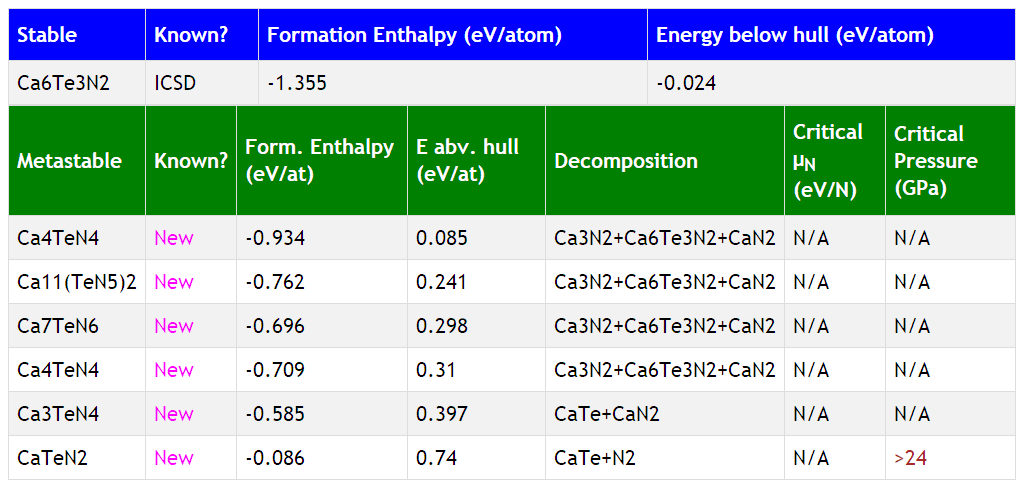 Stable Known? Formation Enthalpy (eV/atom) Energy below hull (eV/atom)
Ca6Te3N2 ICSD -1.355 -0.024
Metastable Known? Form. Enthalpy (eV/at) E abv. hull (eV/at) Decomposition Critical μN (eV/N) Critical Pressure (GPa)
Ca4TeN4 New -0.934 0.085 Ca3N2+Ca6Te3N2+CaN2 N/A N/A
Ca11(TeN5)2 New -0.762 0.241 Ca3N2+Ca6Te3N2+CaN2 N/A N/A
Ca7TeN6 New -0.696 0.298 Ca3N2+Ca6Te3N2+CaN2 N/A N/A
Ca4TeN4 New -0.709 0.31 Ca3N2+Ca6Te3N2+CaN2 N/A N/A
Ca3TeN4 New -0.585 0.397 CaTe+CaN2 N/A N/A
CaTeN2 New -0.086 0.74 CaTe+N2 N/A >24